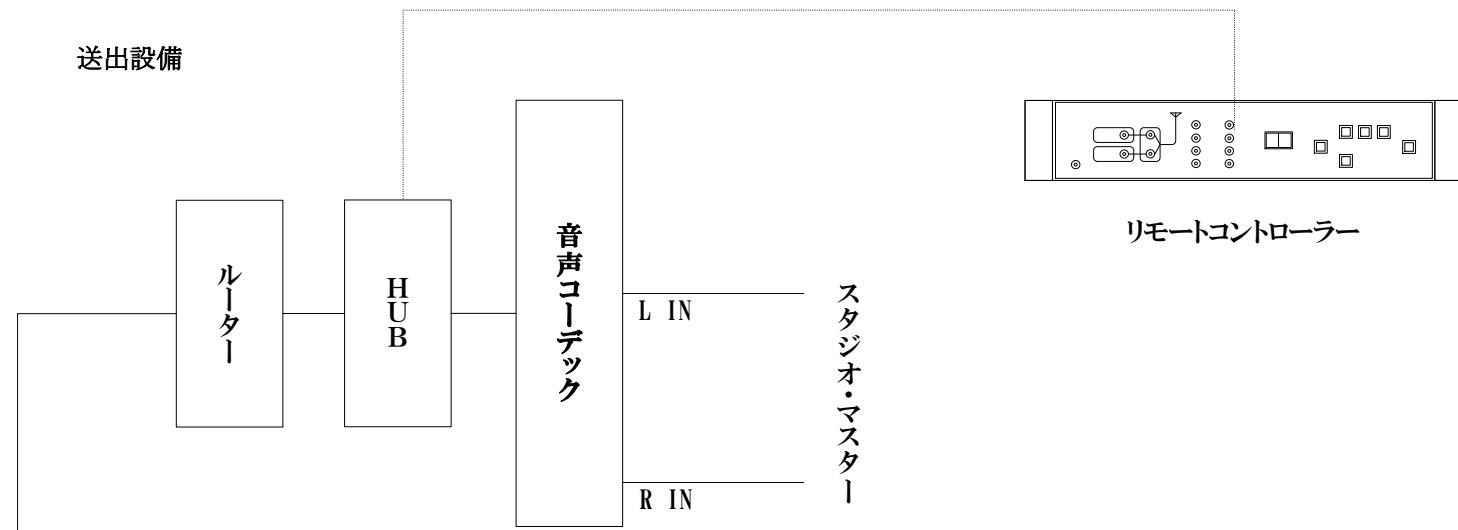 送出設備
リモートコントローラー
ルーター
HUB
音声コーデック
L IN
R IN
スタジオ・マスター